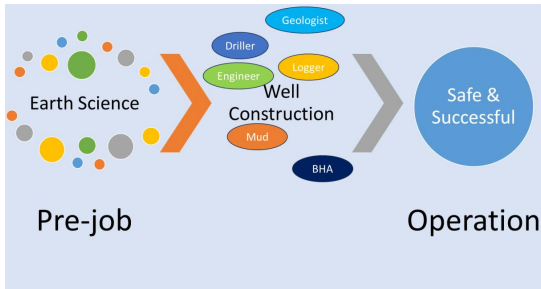 Geologist
Driller
Engineer
Logger
Earth Science
Well
Construction
Mud
BHA
Safe &
Successful
Pre-job
Operation